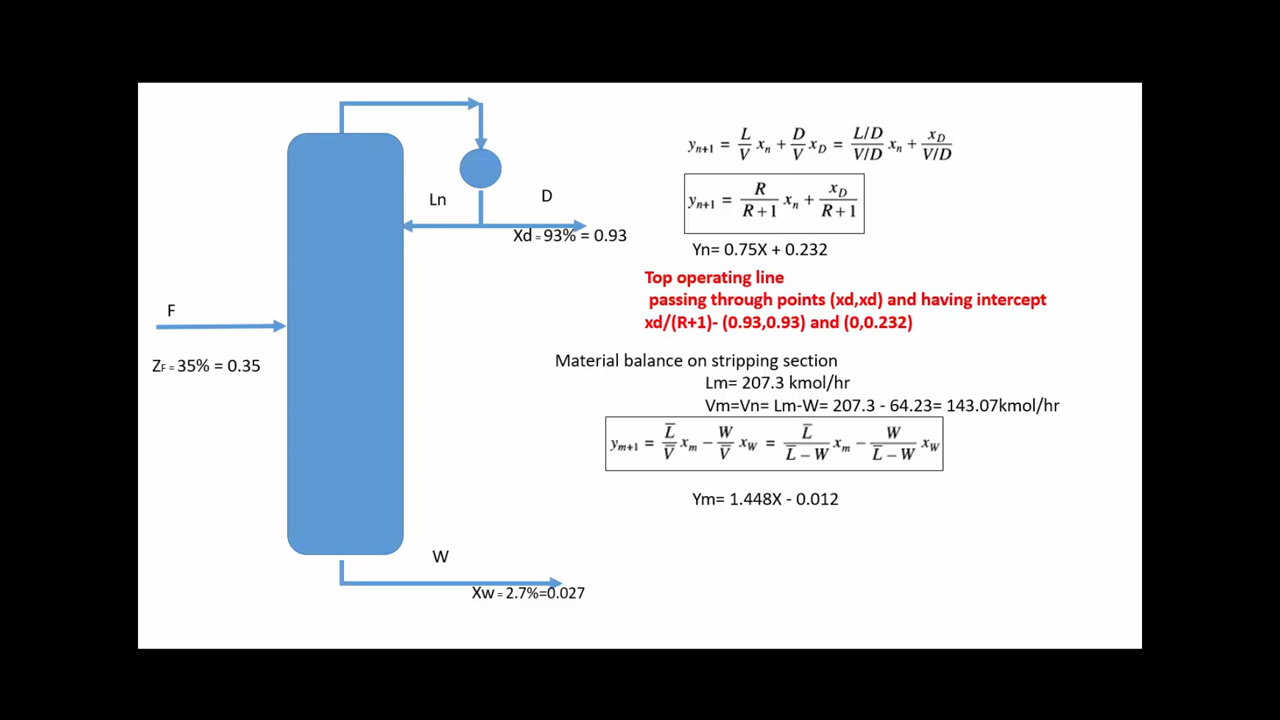 Ln
D
Xd = 93% = 0.93
F
ZF = 35% = 0.35
W
Xw = 2.7%=0.027
yn+1 = L/V xn + D/V xD = (L/D)/(V/D) xn + xD/(V/D)
yn+1 = R/(R+1) xn + xD/(R+1)
Yn= 0.75X + 0.232
Top operating line
passing through points (xd,xd) and having intercept
xd/(R+1)- (0.93,0.93) and (0,0.232)
Material balance on stripping section
Lm= 207.3 kmol/hr
Vm=Vn= Lm-W= 207.3 - 64.23= 143.07kmol/hr
ym+1 = L̅/V̅ xm − W/V̅ xW = L̅/(L̅ − W) xm − W/(L̅ − W) xW
Ym= 1.448X - 0.012